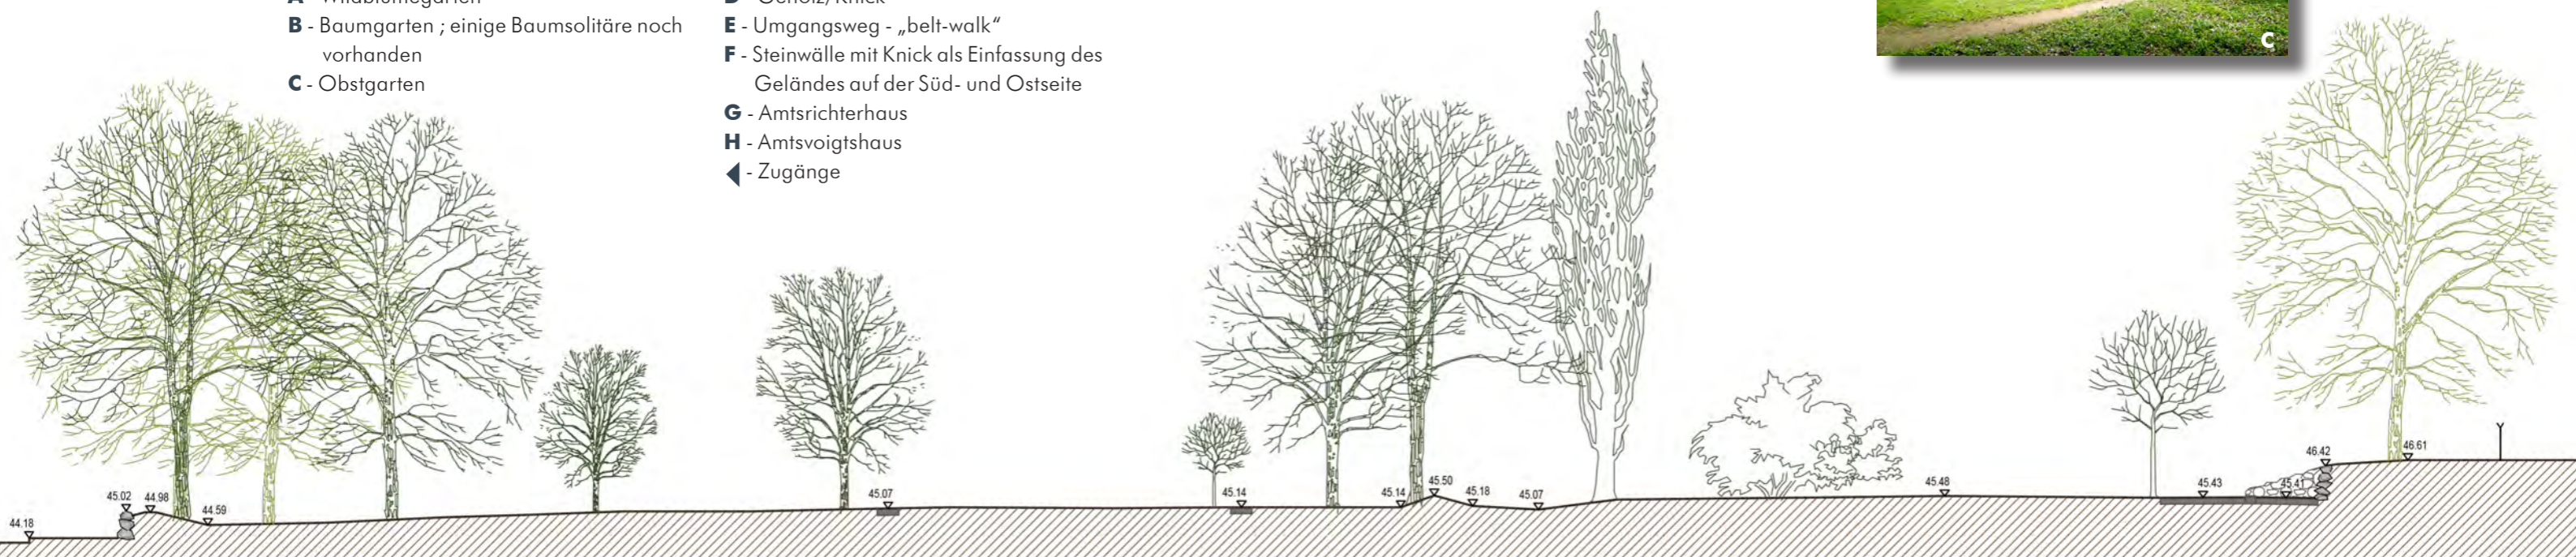 B - Baumgarten ; einige Baumsolitäre noch
vorhanden
C - Obstgarten
E - Umgangsweg - „belt-walk“
F - Steinwälle mit Knick als Einfassung des
Geländes auf der Süd- und Ostseite
G - Amtsrichterhaus
H - Amtsvoigtshaus
- Zugänge
C
44.18
45.02
44.98
44.59
45.07
45.14
45.14
45.50
45.18
45.07
45.48
45.43
45.41
46.42
46.61